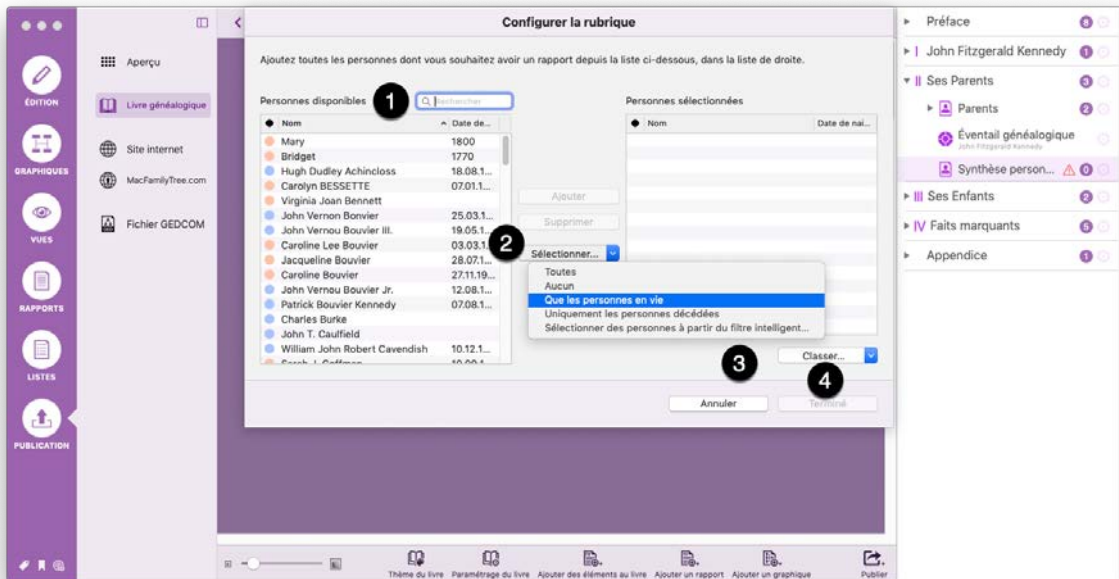 Configurer la rubrique
Ajoutez toutes les personnes dont vous souhaitez avoir un rapport depuis la liste ci-dessous, dans la liste de droite.
ÉDITION
GRAPHIQUES
VUES
RAPPORTS
LISTES
PUBLICATION
Aperçu
Livre généalogique
Site internet
MacFamilyTree.com
Fichier GEDCOM
Personnes disponibles
1
Rechercher
Nom Date de...
Mary 1800
Bridget 1770
Hugh Dudley Achincloss 18.08.1...
Carolyn BESSETTE 07.01.1...
Virginia Joan Bennett
John Vernon Bonvier 25.03.1...
John Vernou Bouvier III. 19.05.1...
Caroline Lee Bouvier 03.03.1...
Jacqueline Bouvier 28.07.1...
Caroline Bouvier 27.11.19...
John Vernou Bouvier Jr. 12.08.1...
Patrick Bouvier Kennedy 07.08.1...
Charles Burke
John T. Caulfield
William John Robert Cavendish 10.12.1...
Ajouter
Supprimer
2
Sélectionner...
Toutes
Aucun
Que les personnes en vie
Uniquement les personnes décédées
Sélectionner des personnes à partir du filtre intelligent...
Personnes sélectionnées
Nom Date de nai...
3
Classer...
4
Annuler
Terminé
Préface 8
I John Fitzgerald Kennedy 1
II Ses Parents 3
Parents 2
Éventail généalogique
John Fitzgerald Kennedy
Synthèse person... 0
III Ses Enfants 2
IV Faits marquants 5
Appendice 1
Thème du livre
Paramétrage du livre
Ajouter des éléments au livre
Ajouter un rapport
Ajouter un graphique
Publier